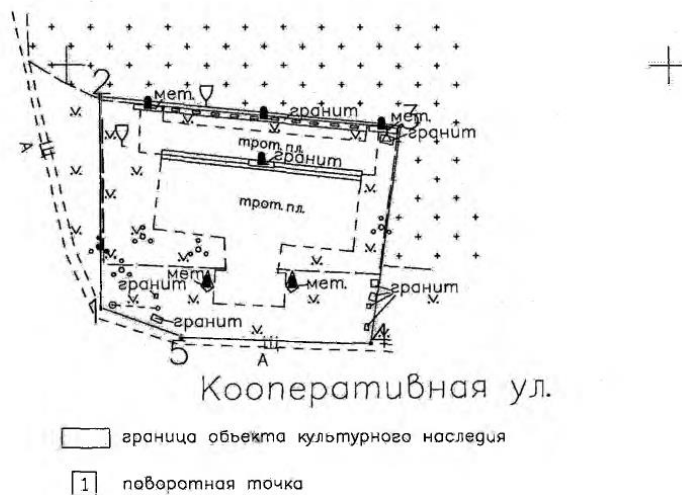 2
мет.
гранит
мет.
3
гранит
трот. пл.
гранит
трот. пл.
А
мет.
мет.
гранит
гранит
гранит
4
5
А
Кооперативная ул.
граница объекта культурного наследия
1 поворотная точка